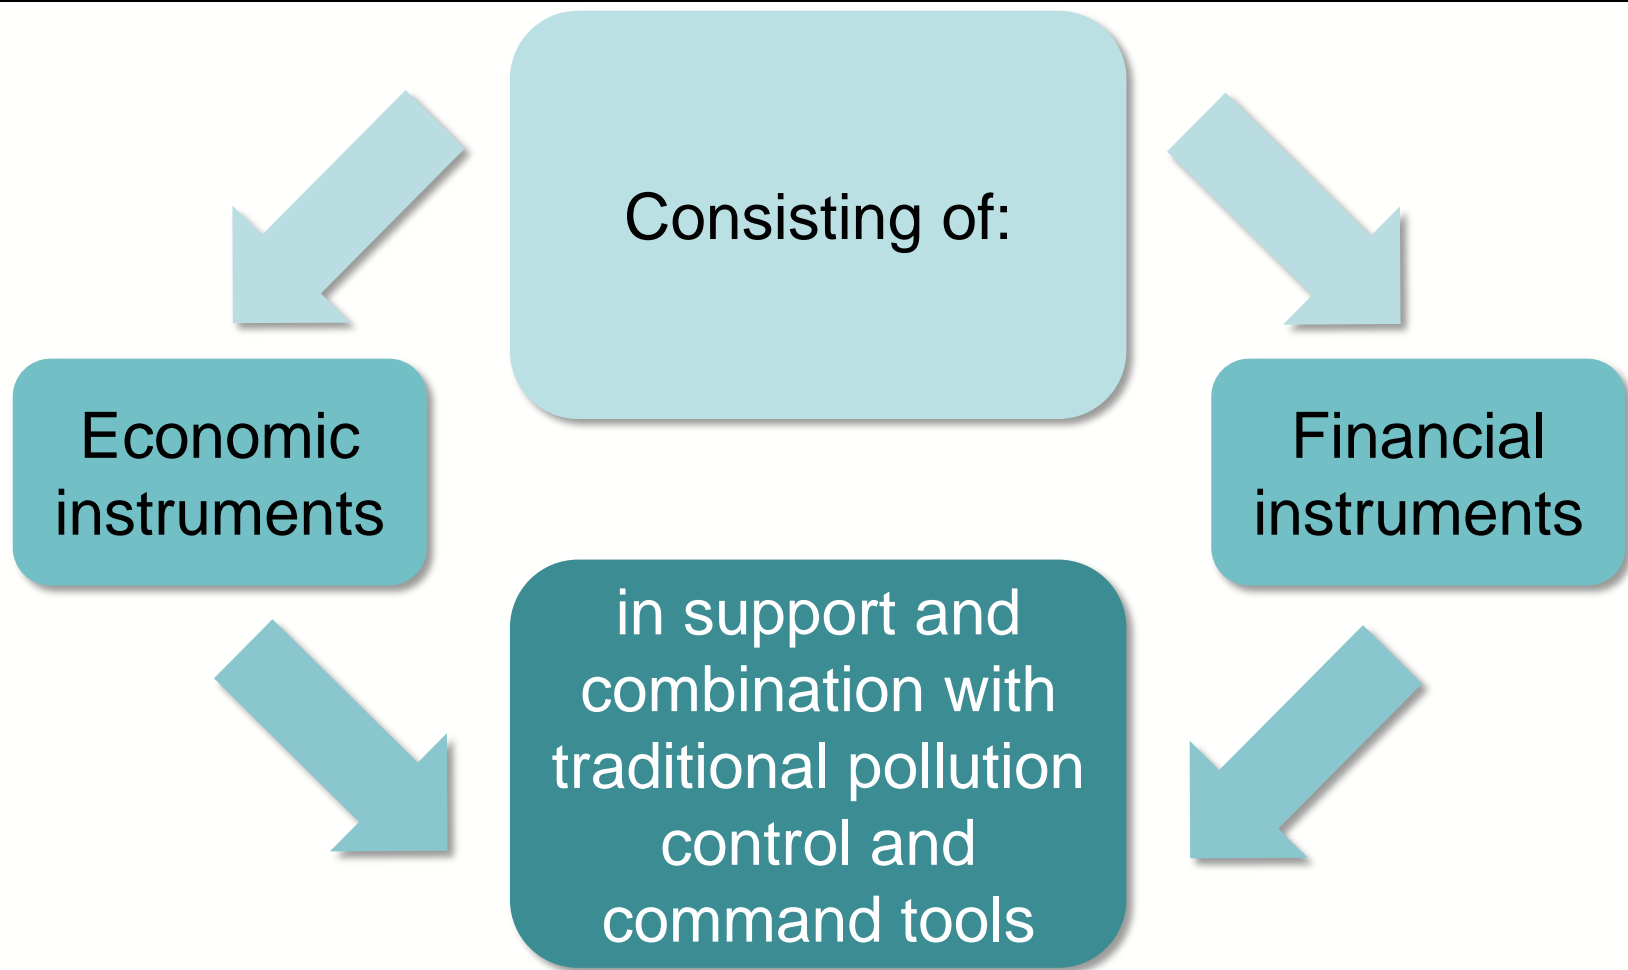 Consisting of:
Economic
instruments
Financial
instruments
in support and
combination with
traditional pollution
control and
command tools